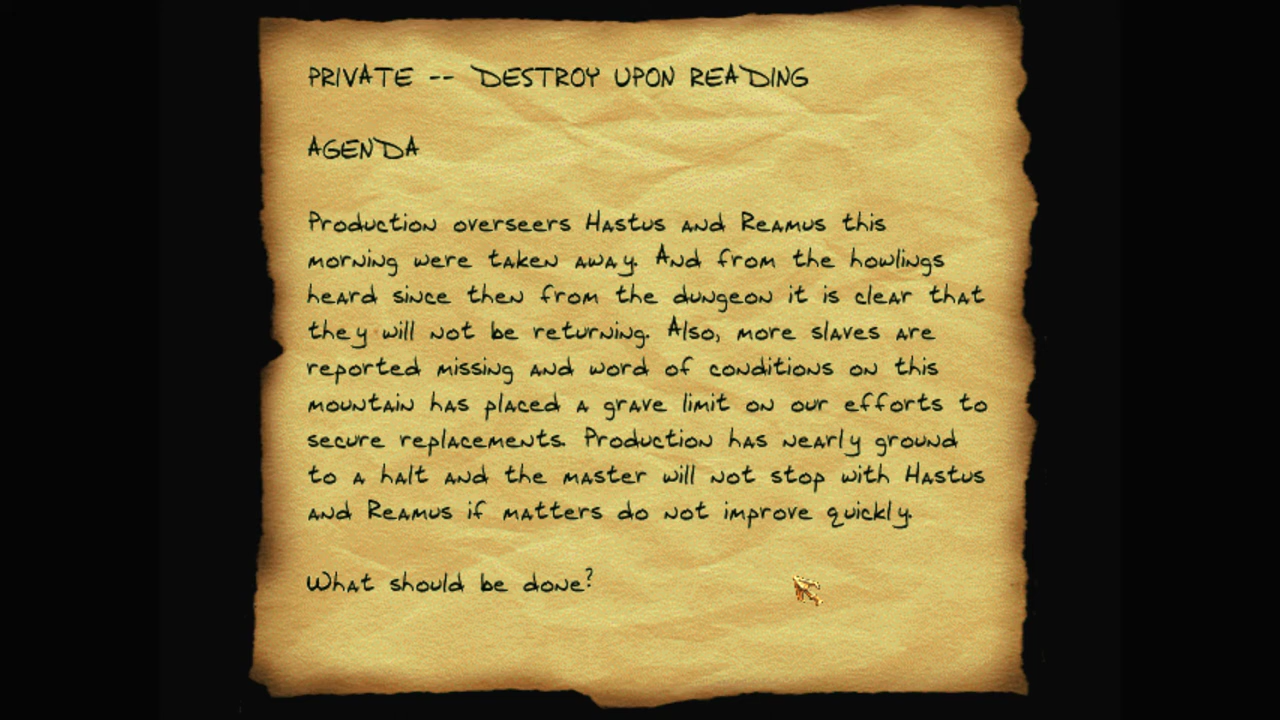 PRIVATE -- DESTROY UPON READING
AGENDA
Production overseers Hastus and Reamus this
morning were taken away. And from the howlings
heard since then from the dungeon it is clear that
they will not be returning. Also, more slaves are
reported missing and word of conditions on this
mountain has placed a grave limit on our efforts to
secure replacements. Production has nearly ground
to a halt and the master will not stop with Hastus
and Reamus if matters do not improve quickly.
What should be done?